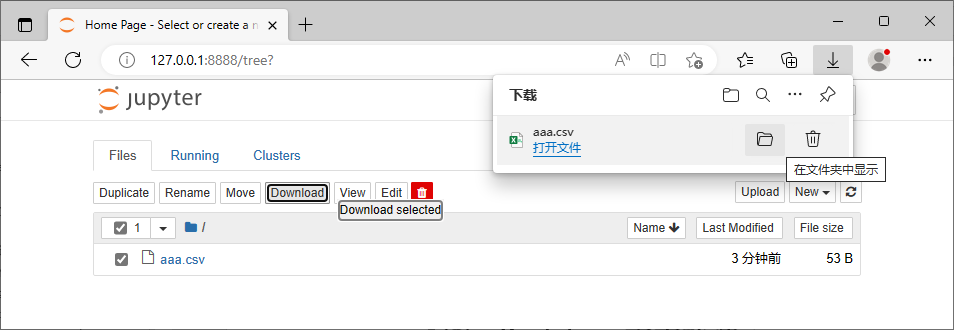 Home Page - Select or create a n
127.0.0.1:8888/tree?
下载
jupyter
aaa.csv
打开文件
在文件夹中显示
Files
Running
Clusters
Duplicate
Rename
Move
Download
View
Edit
Upload
New
Download selected
1
/
Name
Last Modified
File size
aaa.csv
3 分钟前
53 B